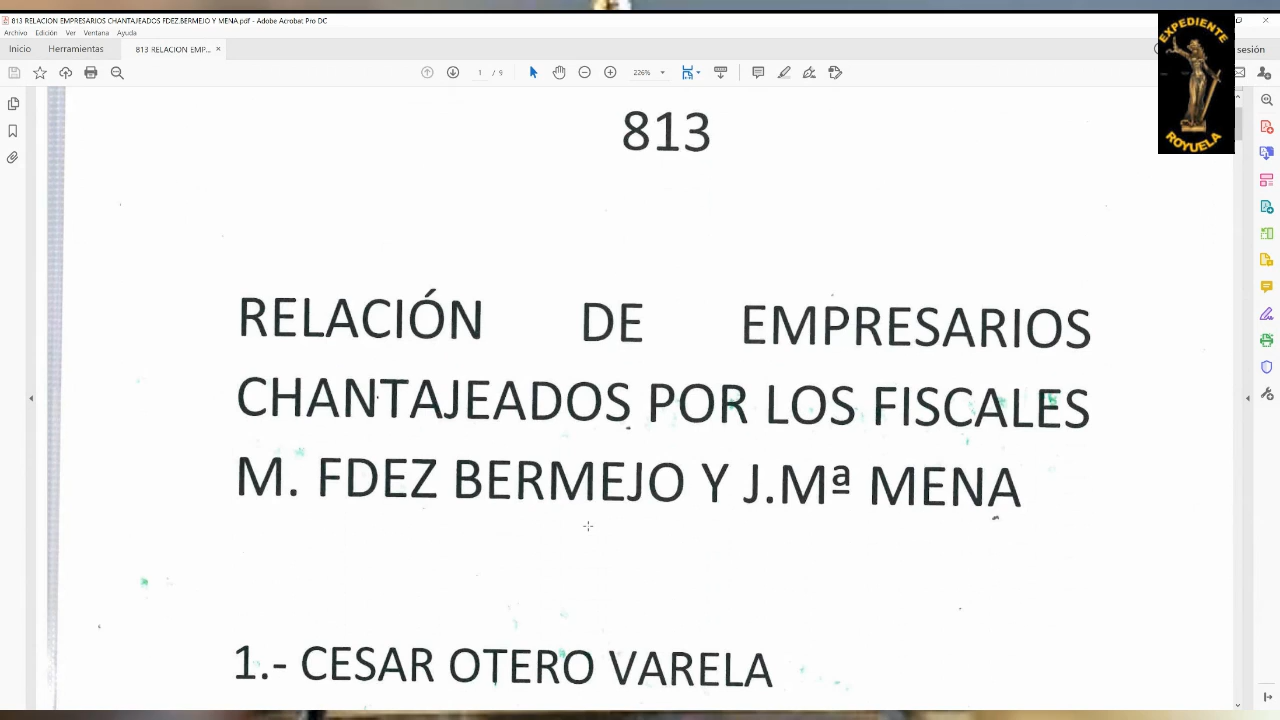 813 RELACION EMPRESARIOS CHANTAJEADOS FDEZ.BERMEJO Y MENA.pdf - Adobe Acrobat Pro DC
Archivo Edición Ver Ventana Ayuda
Inicio Herramientas 813 RELACION EMP... × sesión
1 / 9 226%
EXPEDIENTE
ROYUELA
813
RELACIÓN DE EMPRESARIOS
CHANTAJEADOS POR LOS FISCALES
M. FDEZ BERMEJO Y J.Mª MENA
1.- CESAR OTERO VARELA